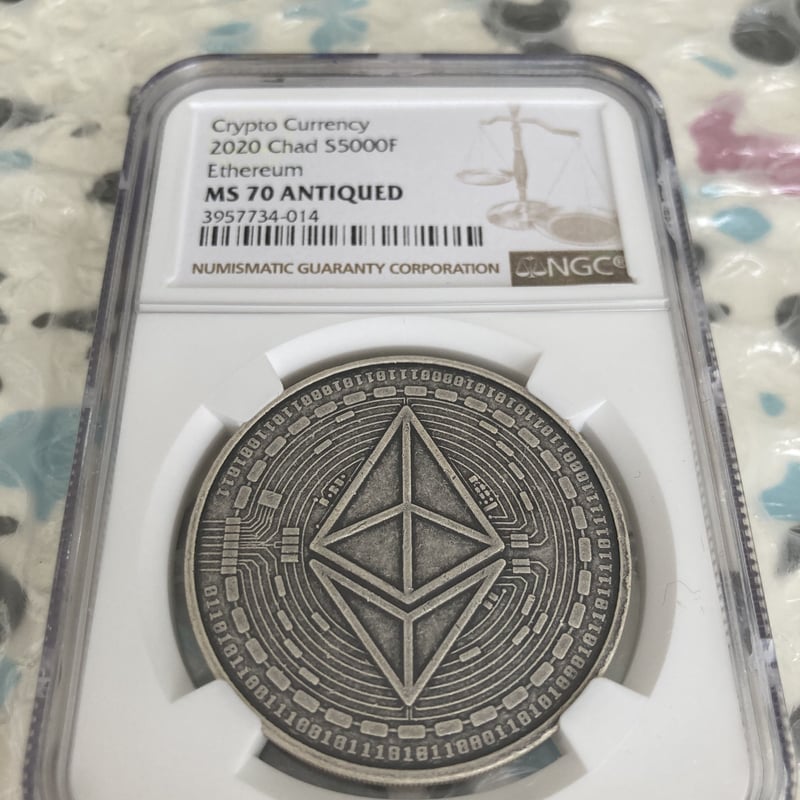 Crypto Currency
2020 Chad S5000F
Ethereum
MS 70 ANTIQUED
3957734-014
NUMISMATIC GUARANTY CORPORATION NGC®